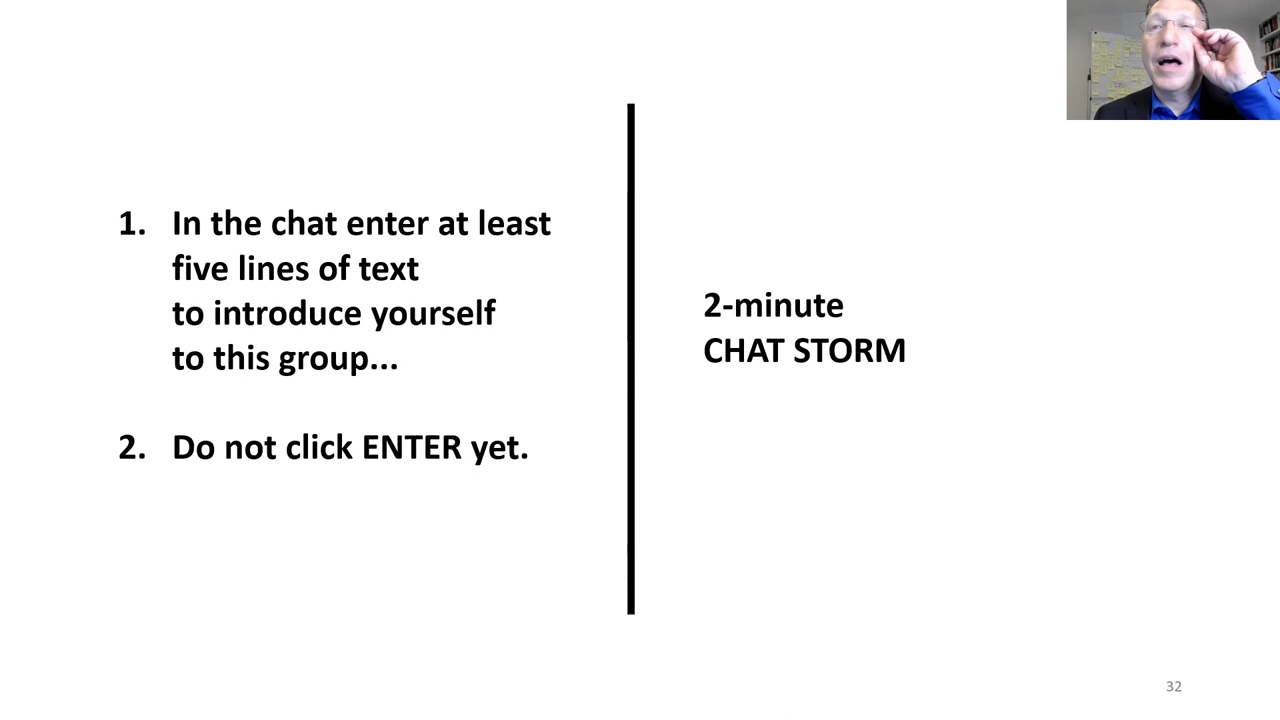 1. In the chat enter at least
five lines of text
to introduce yourself
to this group...
2. Do not click ENTER yet.
2-minute
CHAT STORM
32